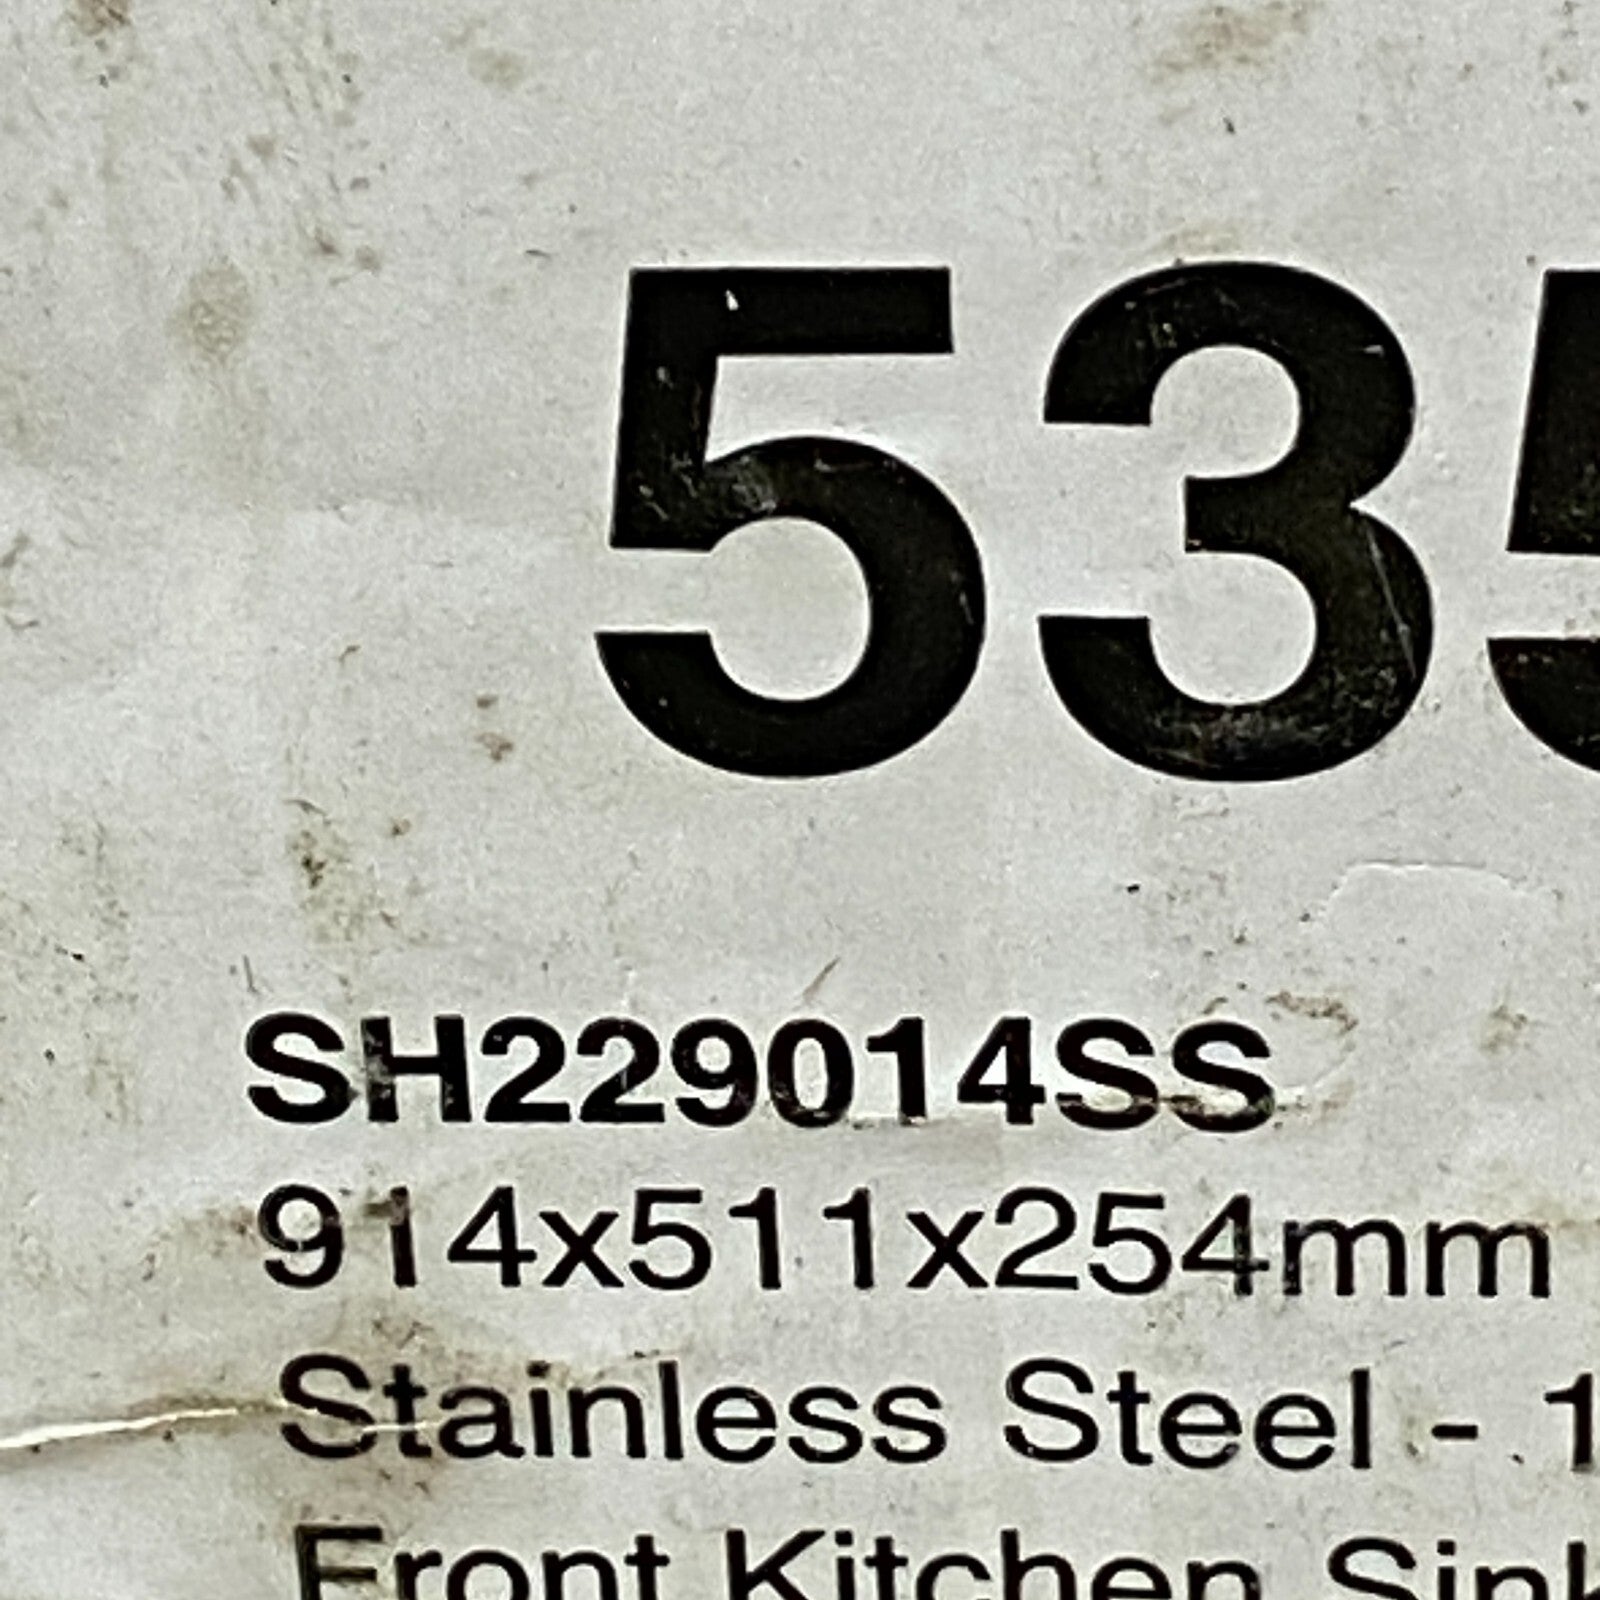 535
SH229014SS
914x511x254mm
Stainless Steel - 1
Front Kitchen Sink